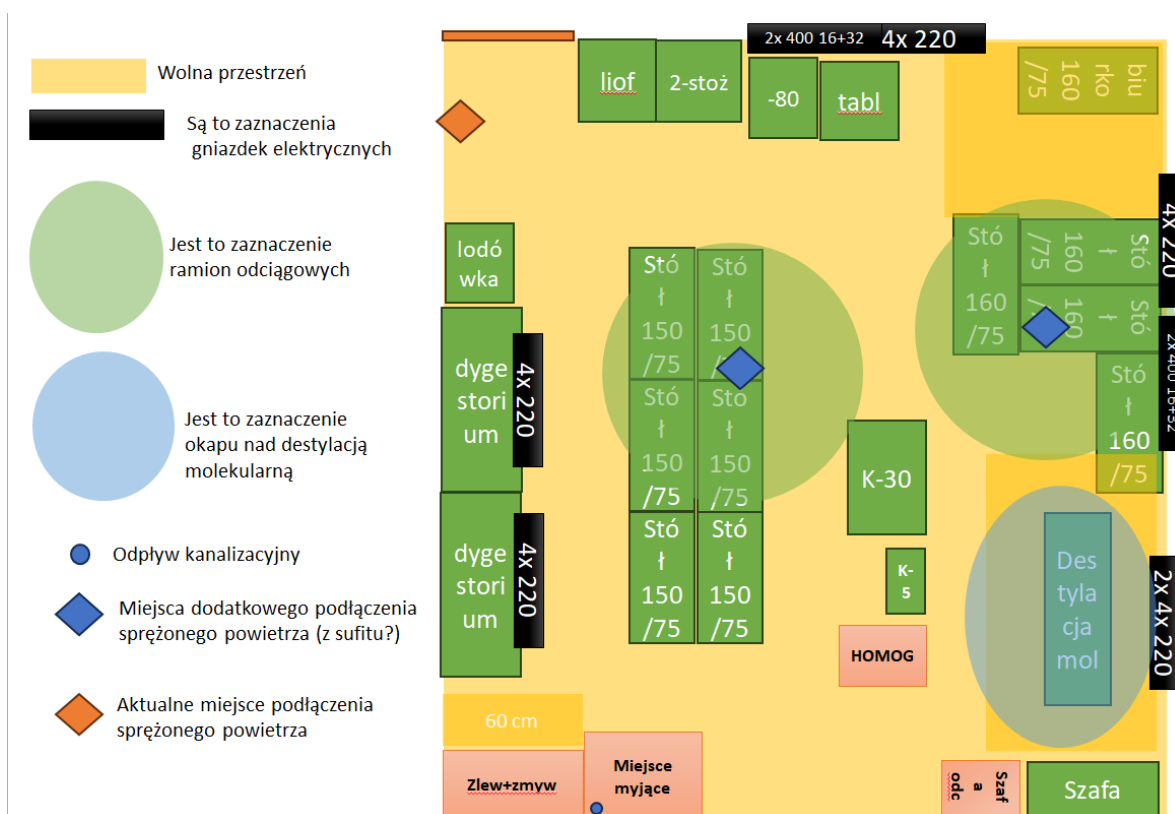 Wolna przestrzeń
Są to zaznaczenia
gniazdek elektrycznych
Jest to zaznaczenie
ramion odciągowych
Jest to zaznaczenie
okapu nad destylacją
molekularną
Odpływ kanalizacyjny
Miejsca dodatkowego podłączenia
sprężonego powietrza (z sufitu?)
Aktualne miejsce podłączenia
sprężonego powietrza
2x 400 16+32
4x 220
liof
2-stoż
-80
tabl
biu
rko
160
/75
4x 220
lodó
wka
Stó
ł
150
/75
Stó
ł
150
/75
Stó
ł
160
/75
Stó
ł
160
/75
Stó
ł
160
/75
2x 400 16+32
dyge
storiu
um
4x 220
Stó
ł
150
/75
Stó
ł
150
/75
Stó
ł
160
/75
K-30
dyge
stori
um
4x 220
Stó
ł
150
/75
Stó
ł
150
/75
K-
5
HOMOG
Des
tyla
cja
mol
2x 4x 220
60 cm
Zlew+zmyw
Miejsce
myjące
Szaf
a
odc
Szafa